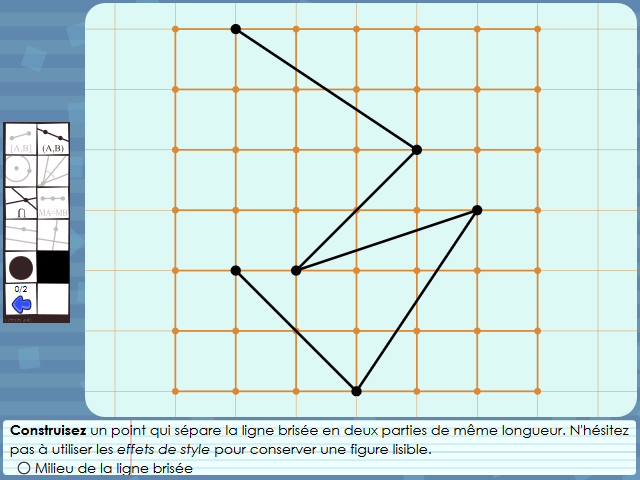 [A,B]
(A,B)
∩
MA=MB
0/2
Construisez un point qui sépare la ligne brisée en deux parties de même longueur. N'hésitez
pas à utiliser les effets de style pour conserver une figure lisible.
Milieu de la ligne brisée